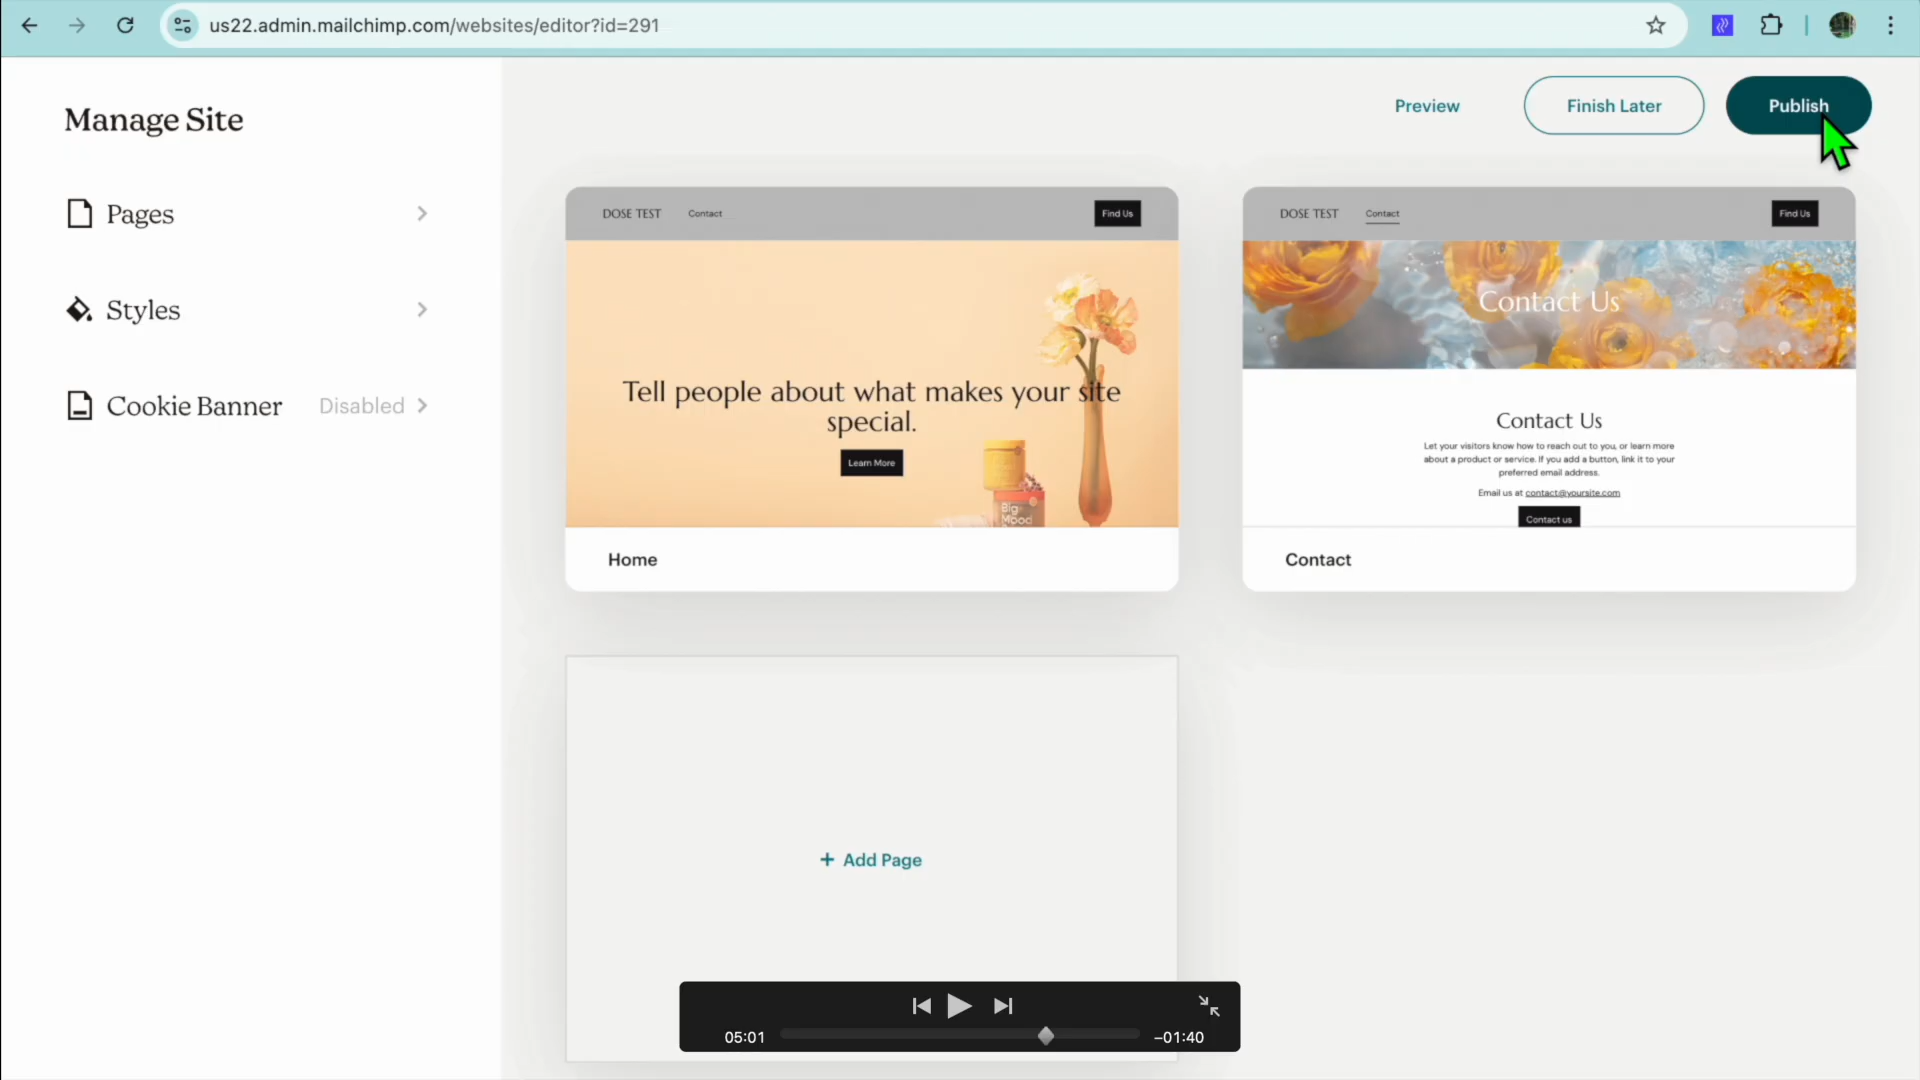 us22.admin.mailchimp.com/websites/editor?id=291
Manage Site
Pages
Styles
Cookie Banner Disabled
Preview
Finish Later
Publish
DOSE TEST Contact Find Us
Tell people about what makes your site
special.
Learn More
Big
Mood
Home
DOSE TEST Contact Find Us
Contact Us
Contact Us
Let your visitors know how to reach out to you, or learn more
about a product or service. If you add a button, link it to your
preferred email address.
Email us at contact@yoursite.com
Contact us
Contact
+ Add Page
05:01
−01:40